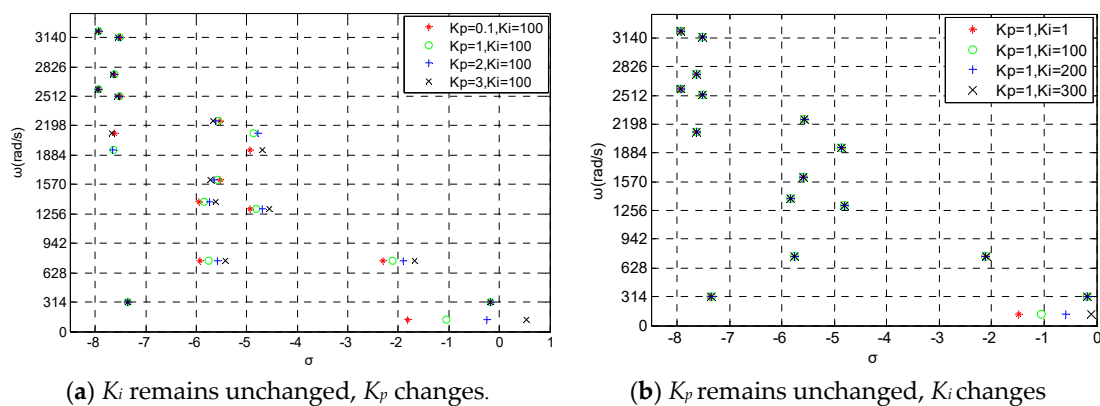 3140
2826
2512
2198
1884
1570
1256
942
628
314
0
ω(rad/s)
-8 -7 -6 -5 -4 -3 -2 -1 0 1
σ
Kp=0.1,Ki=100
Kp=1,Ki=100
Kp=2,Ki=100
Kp=3,Ki=100
(a) Ki remains unchanged, Kp changes.
3140
2826
2512
2198
1884
1570
1256
942
628
314
0
ω(rad/s)
-8 -7 -6 -5 -4 -3 -2 -1 0
σ
Kp=1,Ki=1
Kp=1,Ki=100
Kp=1,Ki=200
Kp=1,Ki=300
(b) Kp remains unchanged, Ki changes